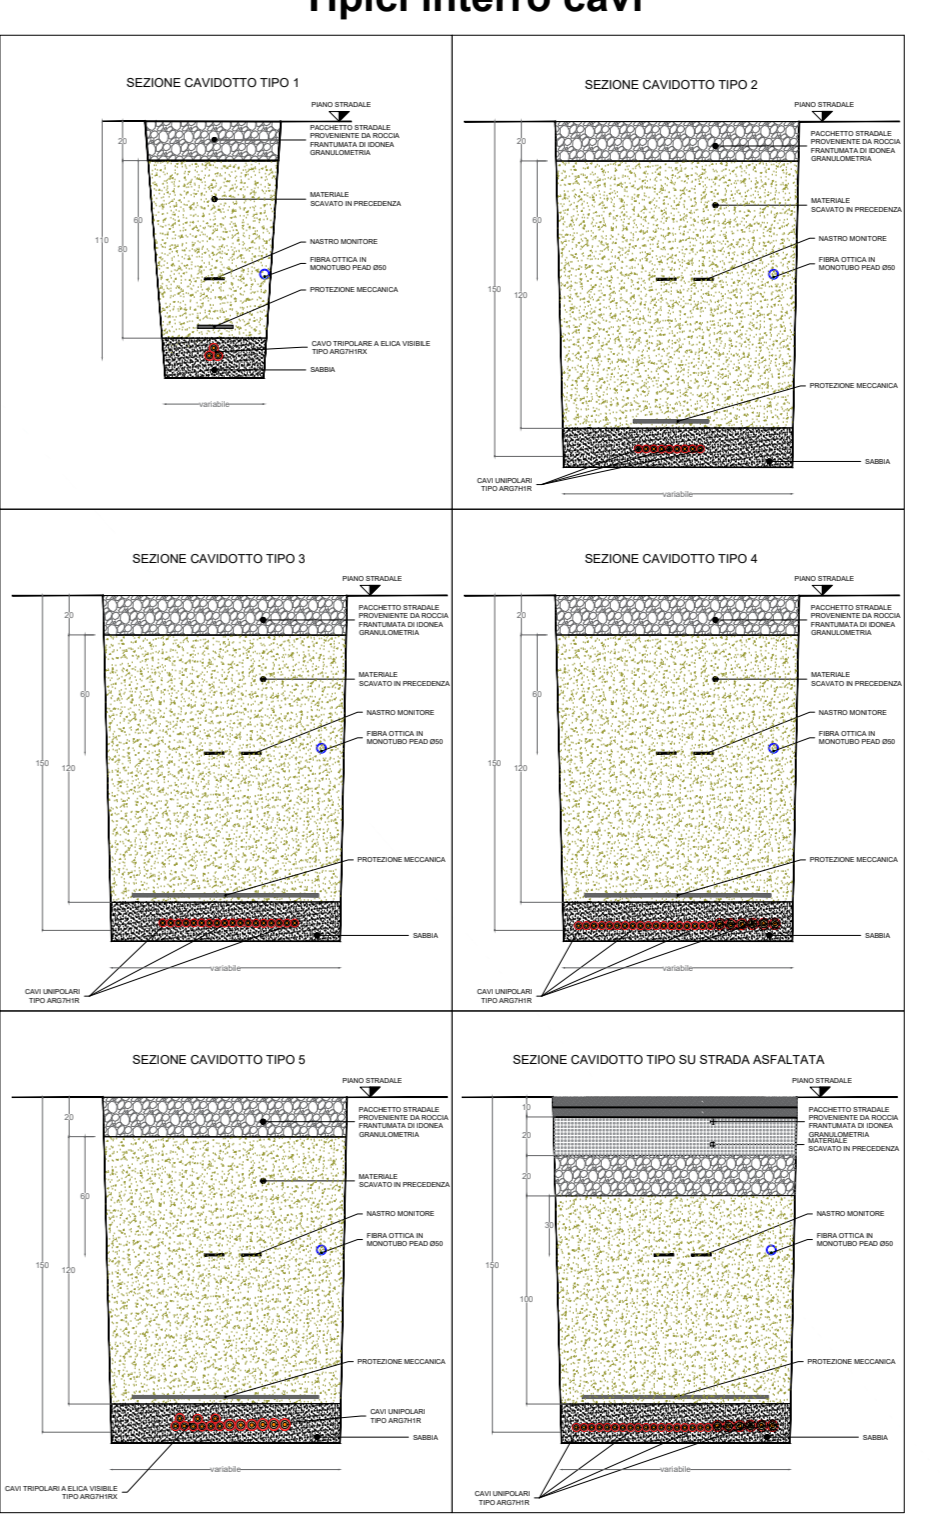 Tipici interro cavi
SEZIONE CAVIDOTTO TIPO 1
PIANO STRADALE
20
PACCHETTO STRADALE
PROVENIENTE DA ROCCIA
FRANTUMATA DI IDONEA
GRANULOMETRIA
MATERIALE
SCAVATO IN PRECEDENZA
60
110
80
NASTRO MONITORE
FIBRA OTTICA IN
MONOTUBO PEAD Ø50
PROTEZIONE MECCANICA
CAVO TRIPOLARE A ELICA VISIBILE
TIPO ARG7H1RX
SABBIA
variabile
SEZIONE CAVIDOTTO TIPO 2
PIANO STRADALE
20
PACCHETTO STRADALE
PROVENIENTE DA ROCCIA
FRANTUMATA DI IDONEA
GRANULOMETRIA
MATERIALE
SCAVATO IN PRECEDENZA
60
NASTRO MONITORE
FIBRA OTTICA IN
MONOTUBO PEAD Ø50
150
120
PROTEZIONE MECCANICA
SABBIA
CAVI UNIPOLARI
TIPO ARG7H1R
variabile
SEZIONE CAVIDOTTO TIPO 3
PIANO STRADALE
20
PACCHETTO STRADALE
PROVENIENTE DA ROCCIA
FRANTUMATA DI IDONEA
GRANULOMETRIA
MATERIALE
SCAVATO IN PRECEDENZA
60
NASTRO MONITORE
FIBRA OTTICA IN
MONOTUBO PEAD Ø50
150
120
PROTEZIONE MECCANICA
SABBIA
variabile
CAVI UNIPOLARI
TIPO ARG7H1R
SEZIONE CAVIDOTTO TIPO 4
PIANO STRADALE
20
PACCHETTO STRADALE
PROVENIENTE DA ROCCIA
FRANTUMATA DI IDONEA
GRANULOMETRIA
MATERIALE
SCAVATO IN PRECEDENZA
60
NASTRO MONITORE
FIBRA OTTICA IN
MONOTUBO PEAD Ø50
150
120
PROTEZIONE MECCANICA
SABBIA
variabile
CAVI UNIPOLARI
TIPO ARG7H1R
SEZIONE CAVIDOTTO TIPO 5
PIANO STRADALE
20
PACCHETTO STRADALE
PROVENIENTE DA ROCCIA
FRANTUMATA DI IDONEA
GRANULOMETRIA
MATERIALE
SCAVATO IN PRECEDENZA
60
NASTRO MONITORE
FIBRA OTTICA IN
MONOTUBO PEAD Ø50
150
120
PROTEZIONE MECCANICA
CAVI UNIPOLARI
TIPO ARG7H1R
SABBIA
variabile
CAVI TRIPOLARI A ELICA VISIBILE
TIPO ARG7H1RX
SEZIONE CAVIDOTTO TIPO SU STRADA ASFALTATA
PIANO STRADALE
10
PACCHETTO STRADALE
PROVENIENTE DA ROCCIA
FRANTUMATA DI IDONEA
GRANULOMETRIA
20
MATERIALE
SCAVATO IN PRECEDENZA
20
30
NASTRO MONITORE
FIBRA OTTICA IN
MONOTUBO PEAD Ø50
150
100
PROTEZIONE MECCANICA
SABBIA
variabile
CAVI UNIPOLARI
TIPO ARG7H1R